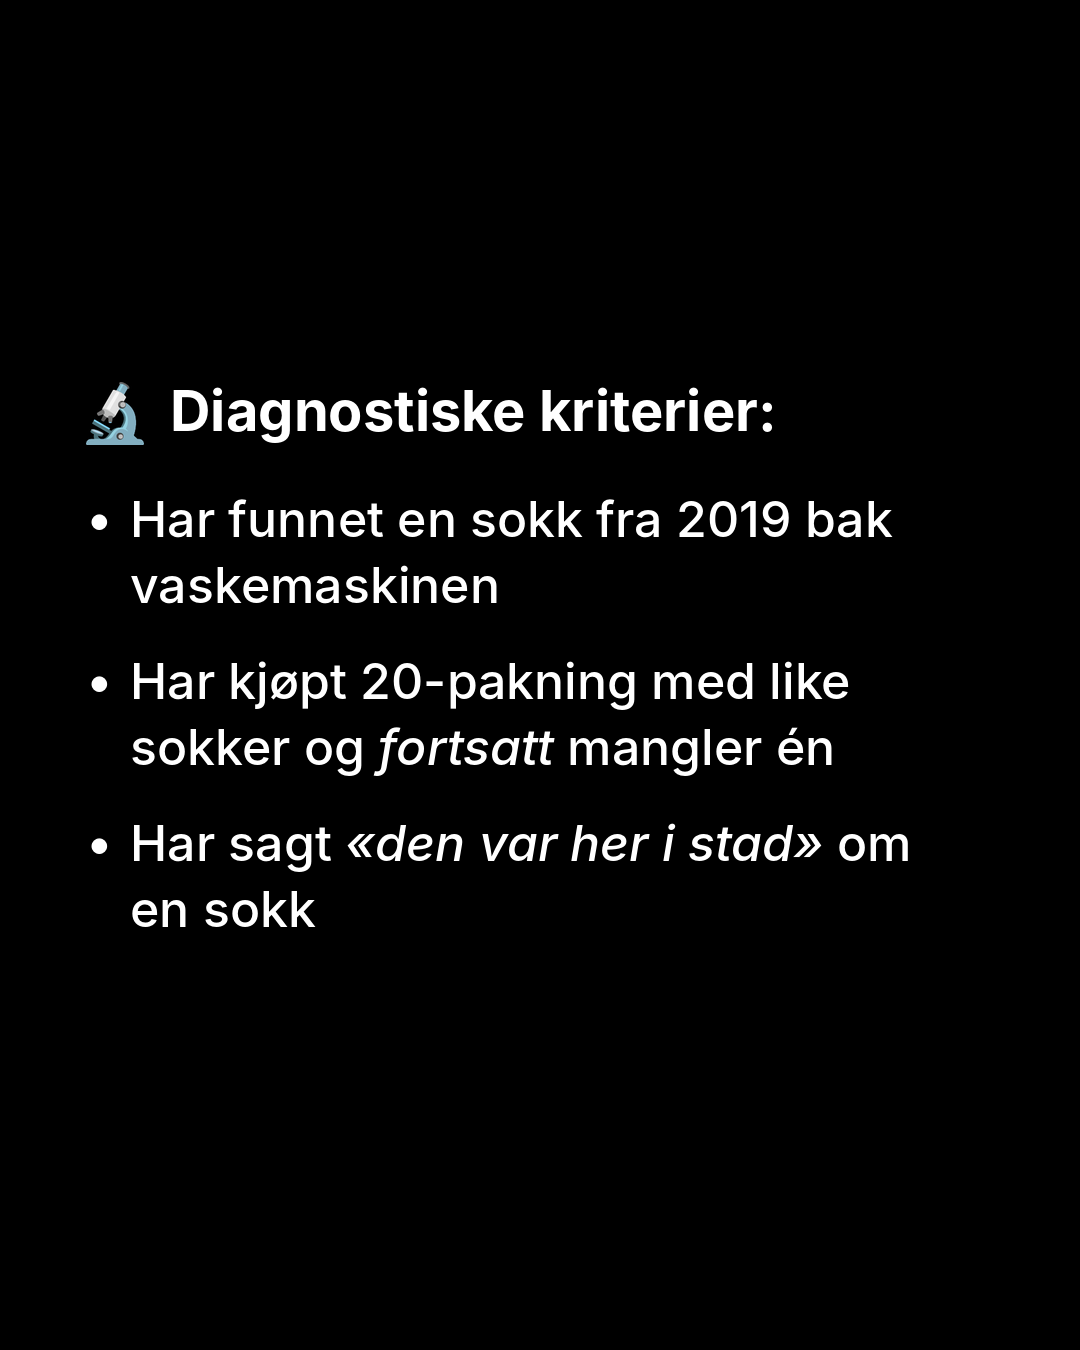 🔬 Diagnostiske kriterier:
• Har funnet en sokk fra 2019 bak
vaskemaskinen
• Har kjøpt 20-pakning med like
sokker og fortsatt mangler én
• Har sagt «den var her i stad» om
en sokk